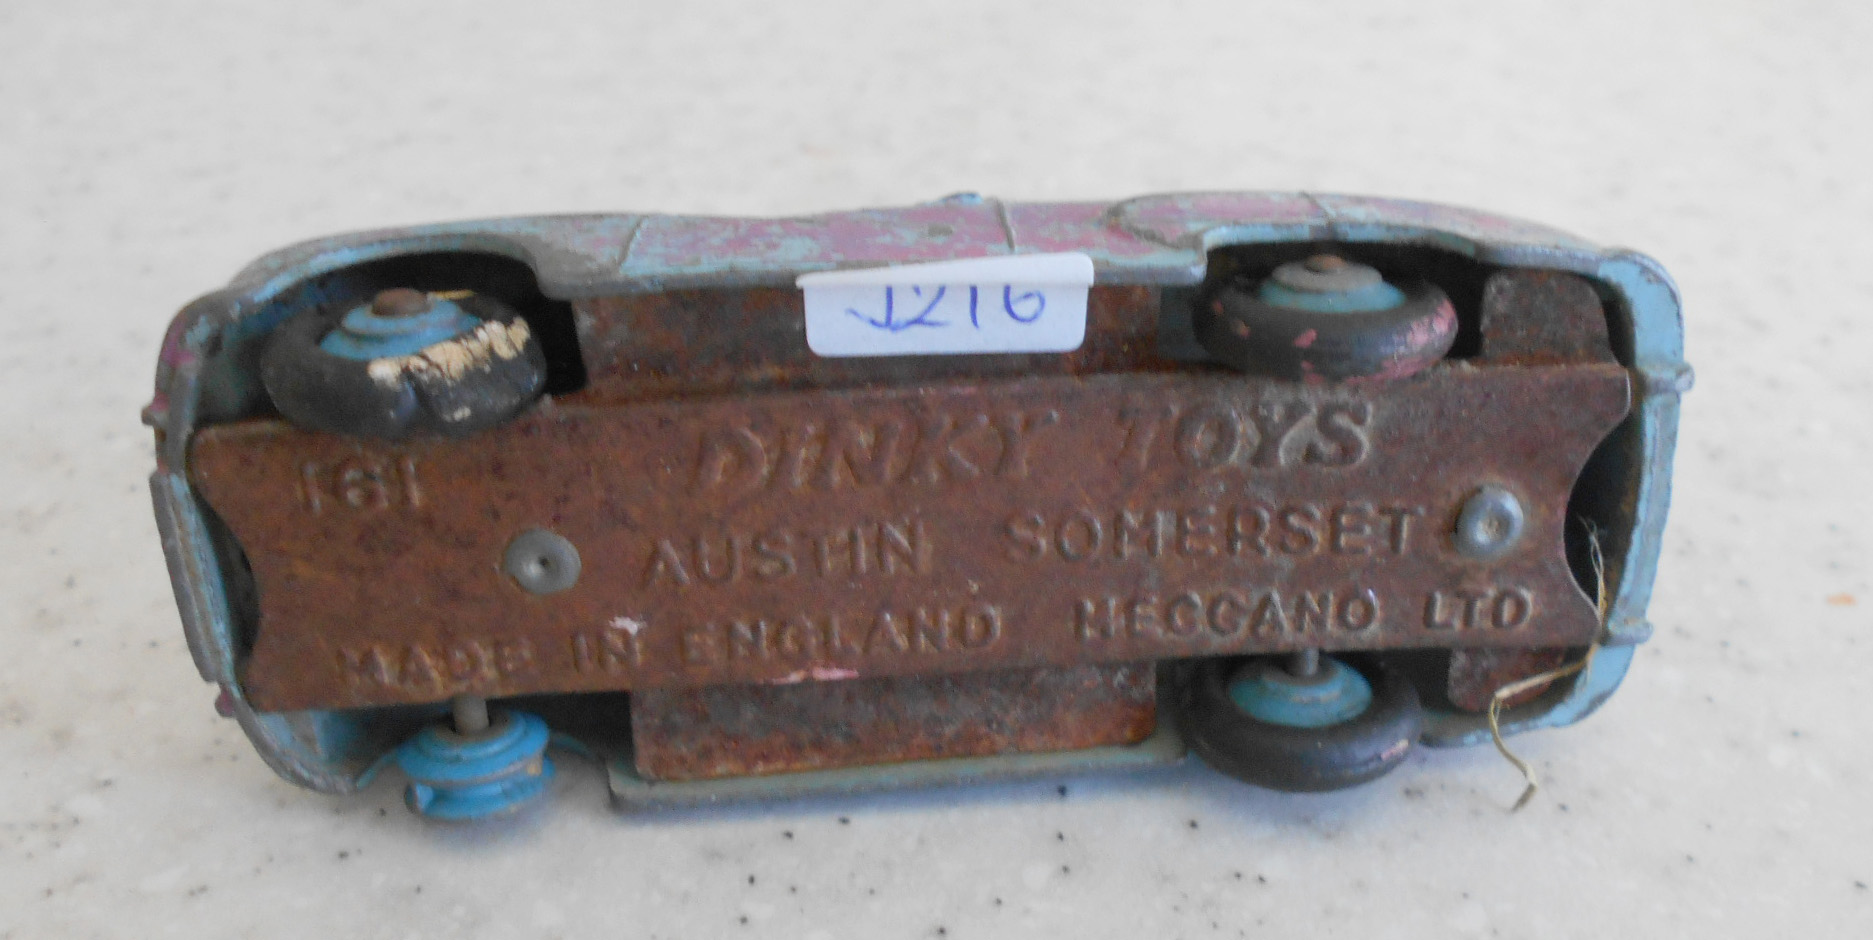 J216
DINKY TOYS
161
AUSTIN SOMERSET
MADE IN ENGLAND MECCANO LTD